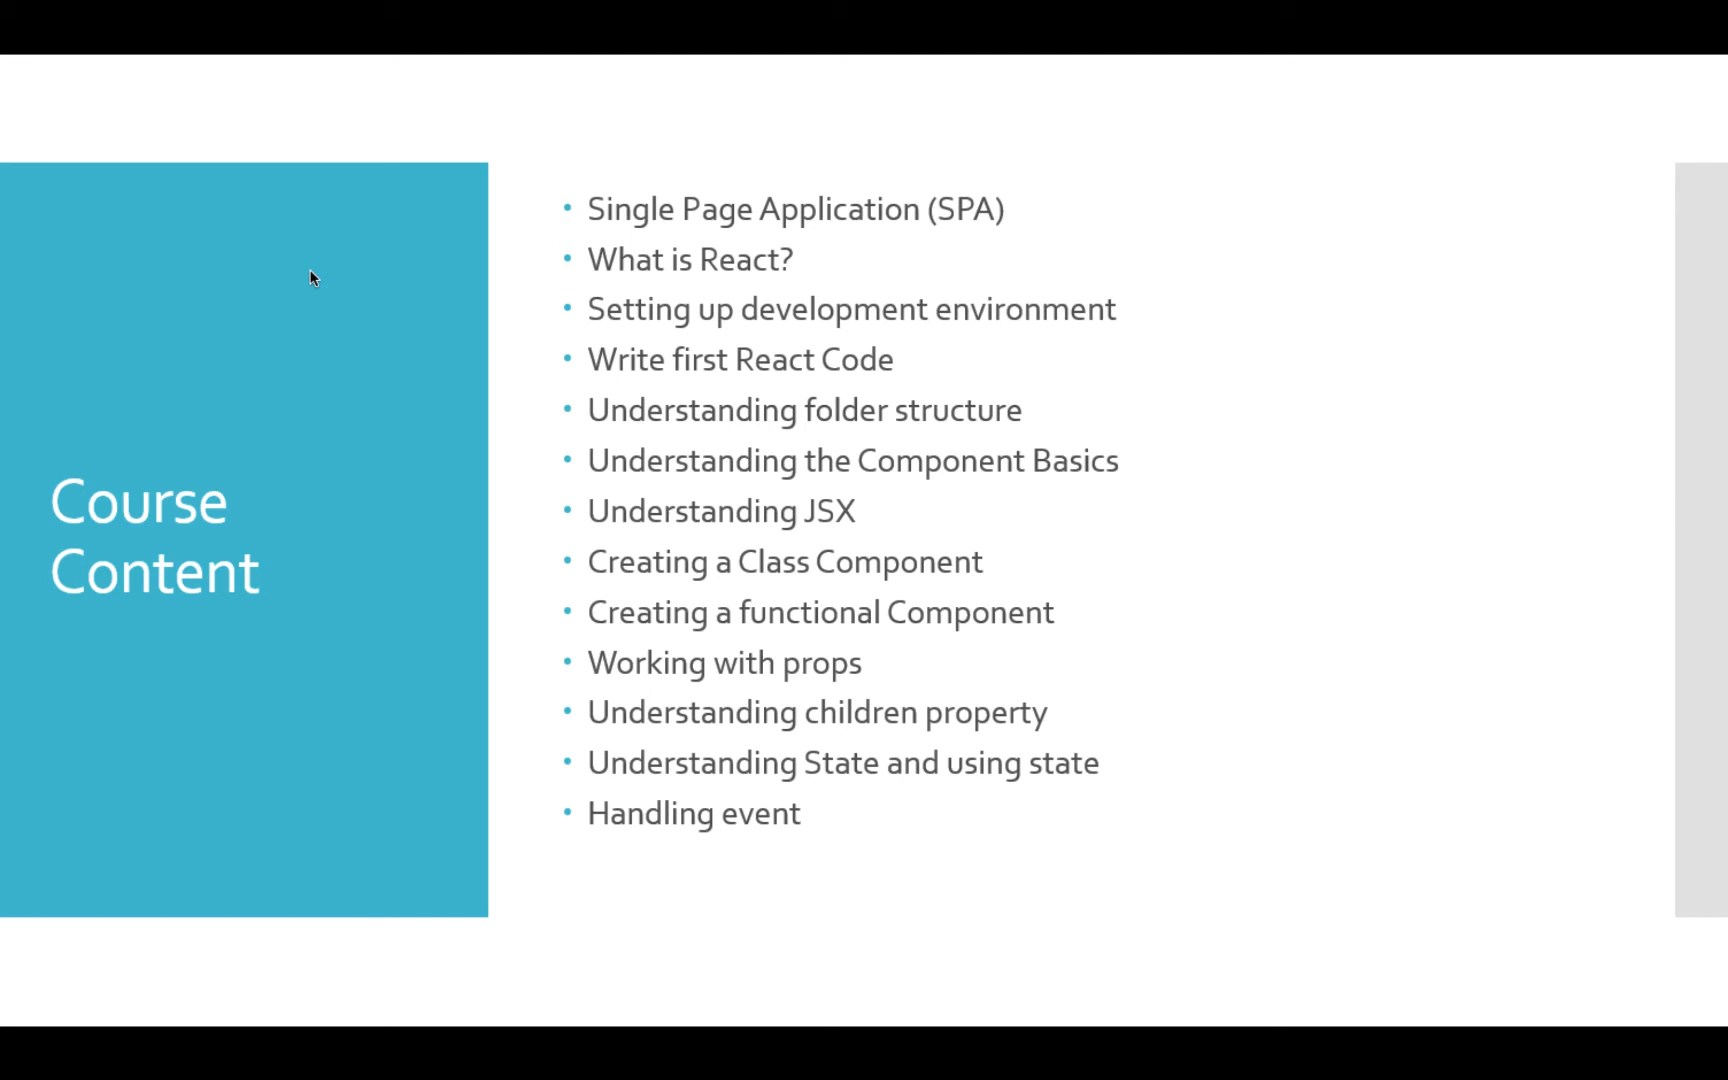 Course
Content
• Single Page Application (SPA)
• What is React?
• Setting up development environment
• Write first React Code
• Understanding folder structure
• Understanding the Component Basics
• Understanding JSX
• Creating a Class Component
• Creating a functional Component
• Working with props
• Understanding children property
• Understanding State and using state
• Handling event